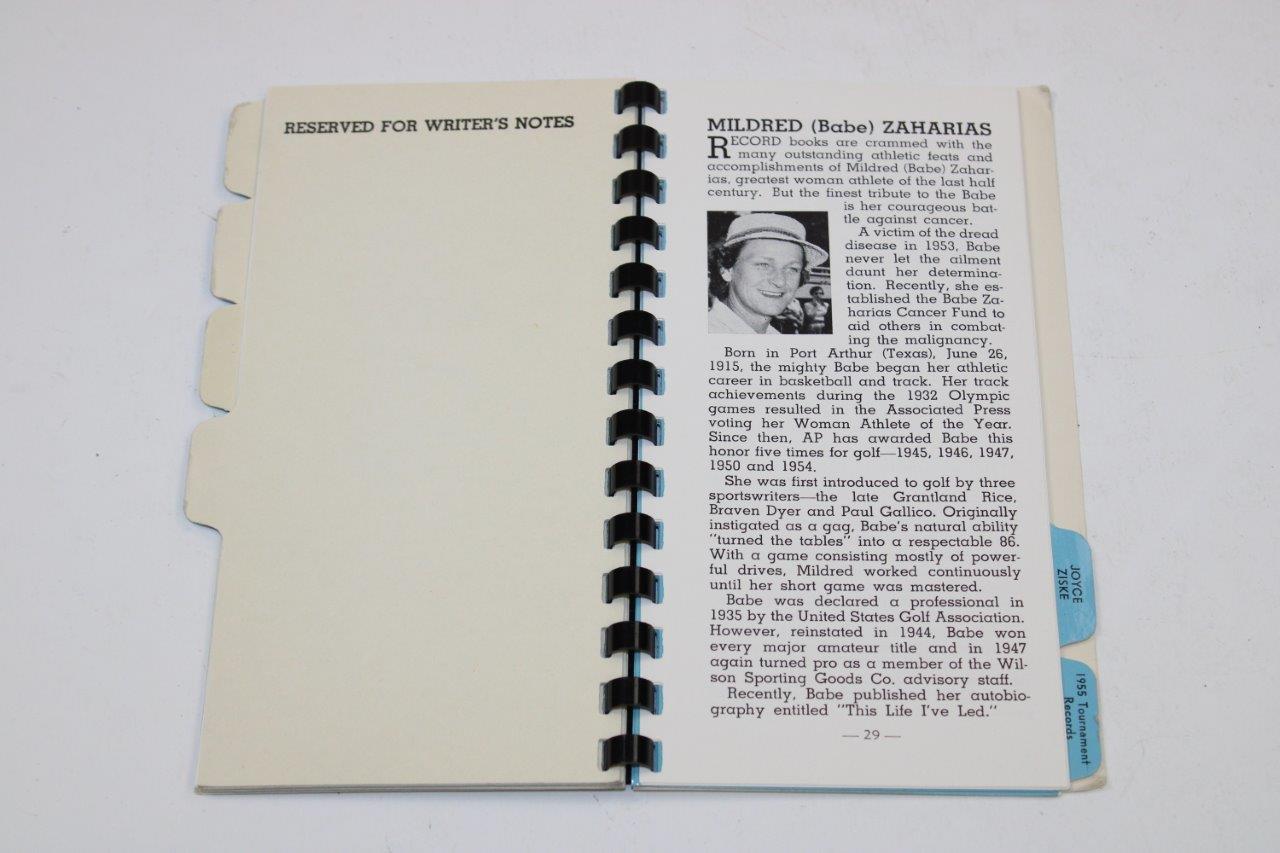 RESERVED FOR WRITER'S NOTES
MILDRED (Babe) ZAHARIAS
RECORD books are crammed with the
many outstanding athletic feats and
accomplishments of Mildred (Babe) Zahar-
ias, greatest woman athlete of the last half
century. But the finest tribute to the Babe
is her courageous bat-
tle against cancer.
A victim of the dread
disease in 1953, Babe
never let the ailment
daunt her determina-
tion. Recently, she es-
tablished the Babe Za-
harias Cancer Fund to
aid others in combat-
ing the malignancy.
Born in Port Arthur (Texas), June 26,
1915, the mighty Babe began her athletic
career in basketball and track. Her track
achievements during the 1932 Olympic
games resulted in the Associated Press
voting her Woman Athlete of the Year.
Since then, AP has awarded Babe this
honor five times for golf—1945, 1946, 1947,
1950 and 1954.
She was first introduced to golf by three
sportswriters—the late Grantland Rice,
Braven Dyer and Paul Gallico. Originally
instigated as a gag, Babe's natural ability
"turned the tables" into a respectable 86.
With a game consisting mostly of power-
ful drives, Mildred worked continuously
until her short game was mastered.
Babe was declared a professional in
1935 by the United States Golf Association.
However, reinstated in 1944, Babe won
every major amateur title and in 1947
again turned pro as a member of the Wil-
son Sporting Goods Co. advisory staff.
Recently, Babe published her autobio-
graphy entitled "This Life I've Led."
— 29 —
JOYCE
ZISKE
1955 Tournament
Records